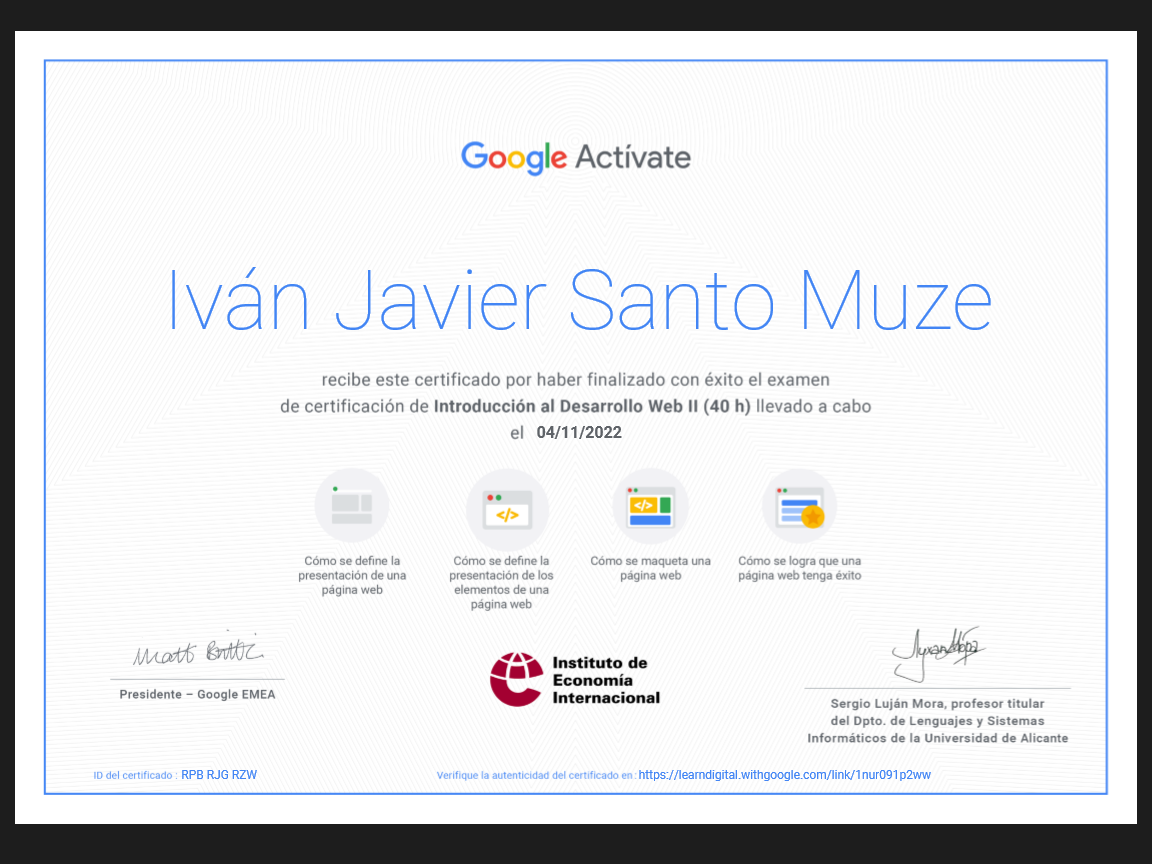 Google Actívate
Iván Javier Santo Muze
recibe este certificado por haber finalizado con éxito el examen
de certificación de Introducción al Desarrollo Web II (40 h) llevado a cabo
el 04/11/2022
Cómo se define la
presentación de una
página web
Cómo se define la
presentación de los
elementos de una
página web
Cómo se maqueta una
página web
Cómo se logra que una
página web tenga éxito
Presidente – Google EMEA
Instituto de
Economía
Internacional
Sergio Luján Mora, profesor titular
del Dpto. de Lenguajes y Sistemas
Informáticos de la Universidad de Alicante
ID del certificado : RPB RJG RZW
Verifique la autenticidad del certificado en : https://learndigital.withgoogle.com/link/1nur091p2ww